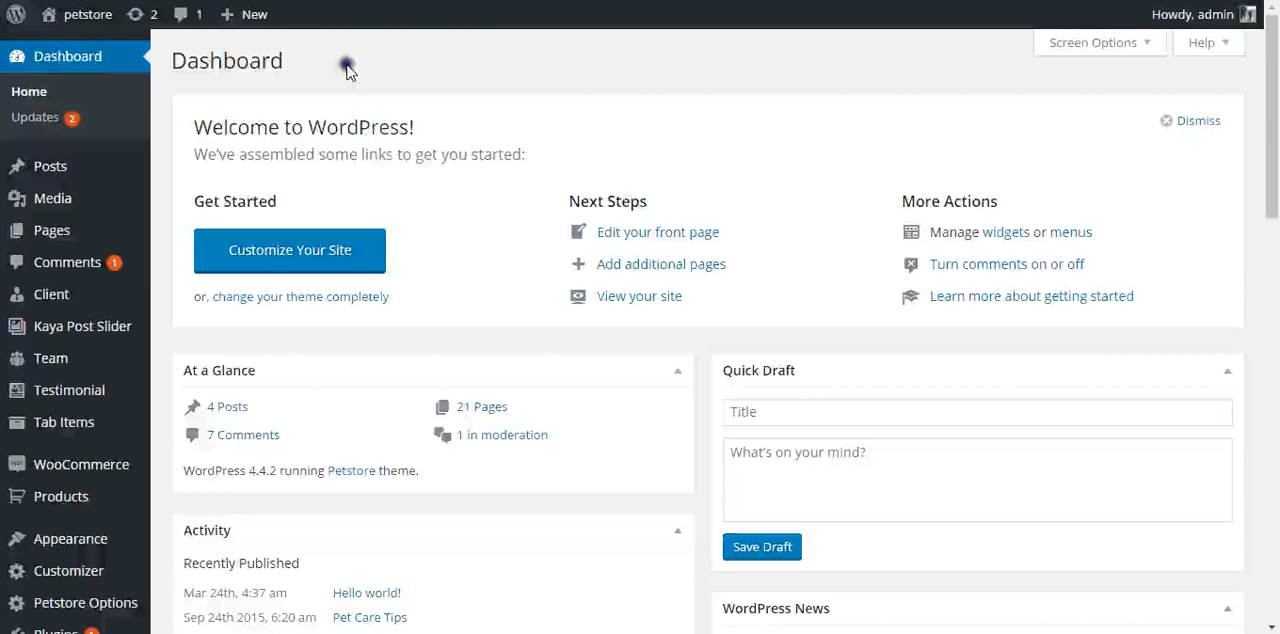 petstore 2 1 + New Howdy, admin
Dashboard
Home
Updates 2
Posts
Media
Pages
Comments 1
Client
Kaya Post Slider
Team
Testimonial
Tab Items
WooCommerce
Products
Appearance
Customizer
Petstore Options
Plugins
Dashboard
Screen Options
Help
Welcome to WordPress!
We've assembled some links to get you started:
Dismiss
Get Started
Customize Your Site
or, change your theme completely
Next Steps
Edit your front page
Add additional pages
View your site
More Actions
Manage widgets or menus
Turn comments on or off
Learn more about getting started
At a Glance
4 Posts
21 Pages
7 Comments
1 in moderation
WordPress 4.4.2 running Petstore theme.
Activity
Recently Published
Mar 24th, 4:37 am Hello world!
Sep 24th 2015, 6:20 am Pet Care Tips
Quick Draft
Title
What's on your mind?
Save Draft
WordPress News